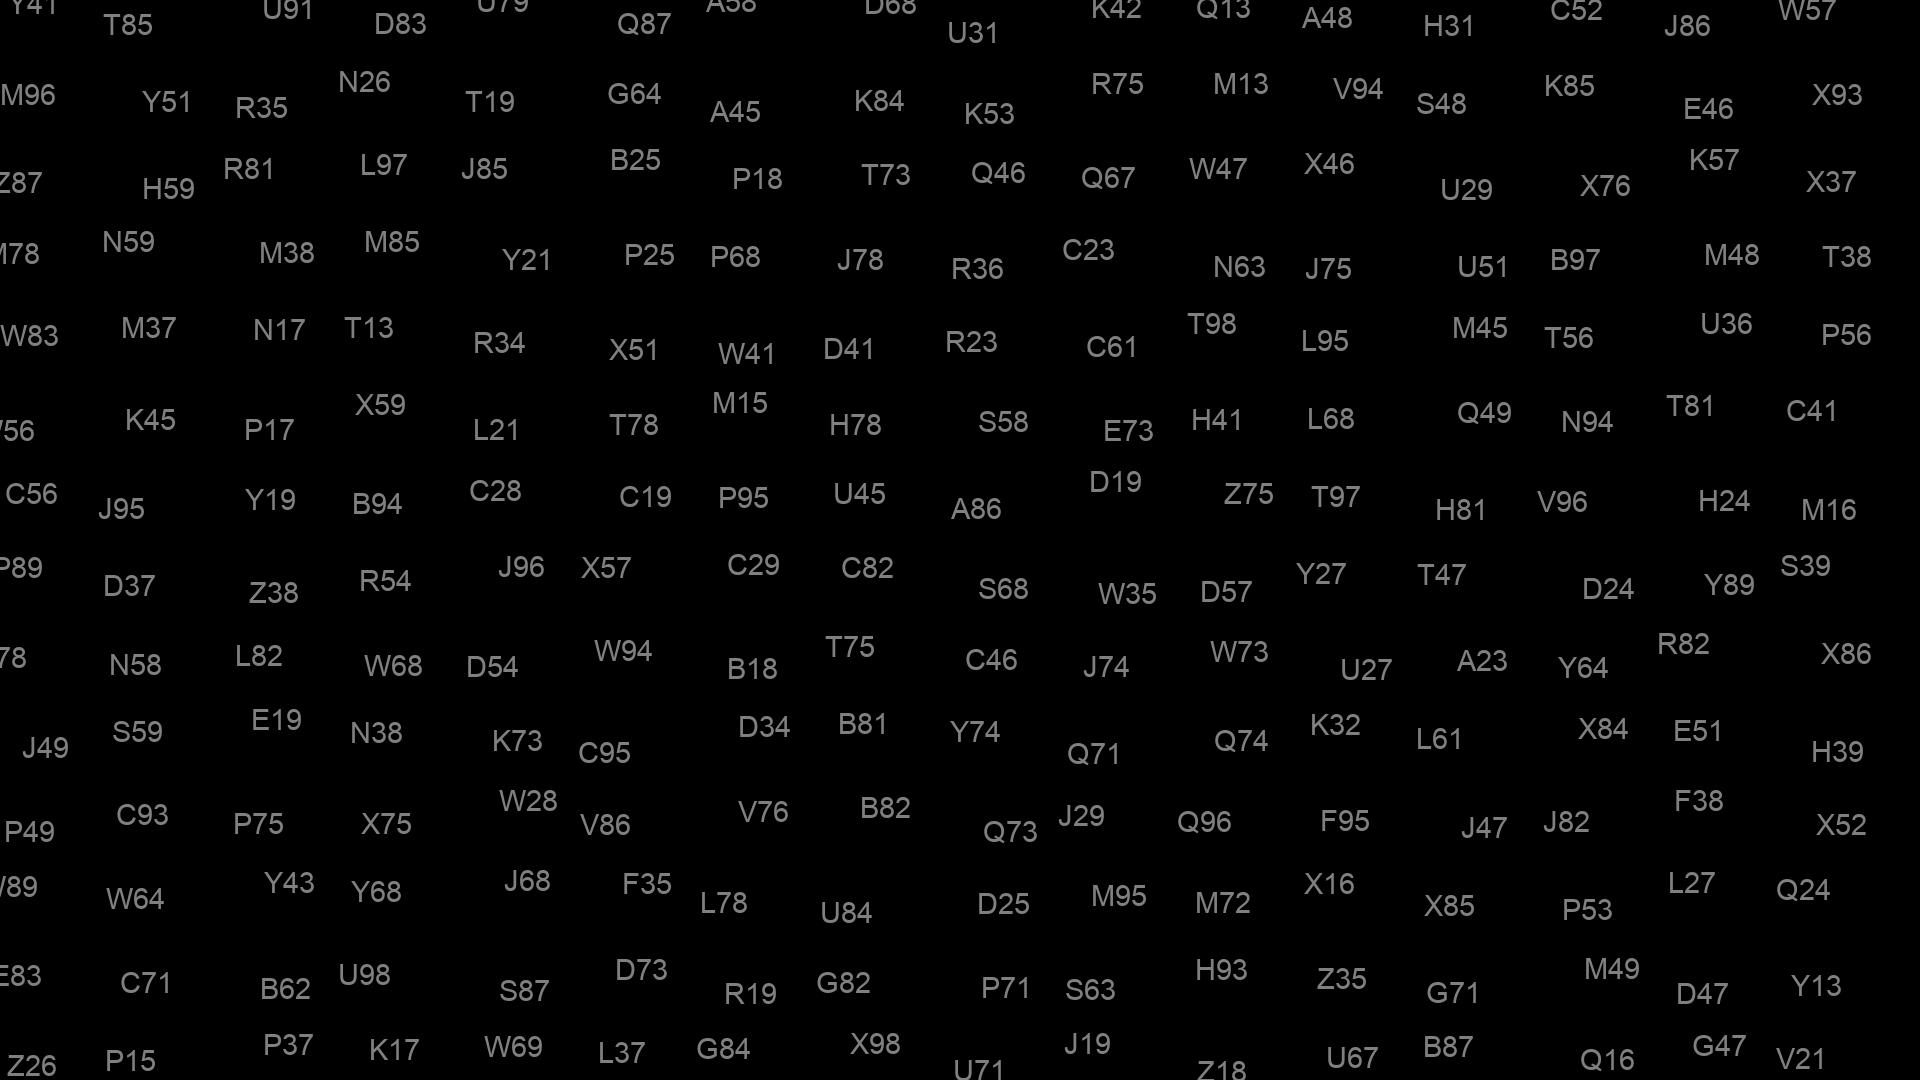 Y41 T85 U91 D83 U79 Q87 A58 D68 U31 K42 Q13 A48 H31 C52 J86 W57
M96 Y51 R35 N26 T19 G64 A45 K84 K53 R75 M13 V94 S48 K85 E46 X93
Z87 H59 R81 L97 J85 B25 P18 T73 Q46 Q67 W47 X46 U29 X76 K57 X37
M78 N59 M38 M85 Y21 P25 P68 J78 R36 C23 N63 J75 U51 B97 M48 T38
W83 M37 N17 T13 R34 X51 W41 D41 R23 C61 T98 L95 M45 T56 U36 P56
56 K45 P17 X59 L21 T78 M15 H78 S58 E73 H41 L68 Q49 N94 T81 C41
C56 J95 Y19 B94 C28 C19 P95 U45 A86 D19 Z75 T97 H81 V96 H24 M16
P89 D37 Z38 R54 J96 X57 C29 C82 S68 W35 D57 Y27 T47 D24 Y89 S39
78 N58 L82 W68 D54 W94 B18 T75 C46 J74 W73 U27 A23 Y64 R82 X86
J49 S59 E19 N38 K73 C95 D34 B81 Y74 Q71 Q74 K32 L61 X84 E51 H39
P49 C93 P75 X75 W28 V86 V76 B82 Q73 J29 Q96 F95 J47 J82 F38 X52
89 W64 Y43 Y68 J68 F35 L78 U84 D25 M95 M72 X16 X85 P53 L27 Q24
E83 C71 B62 U98 S87 D73 R19 G82 P71 S63 H93 Z35 G71 M49 D47 Y13
Z26 P15 P37 K17 W69 L37 G84 X98 U71 J19 Z18 U67 B87 Q16 G47 V21